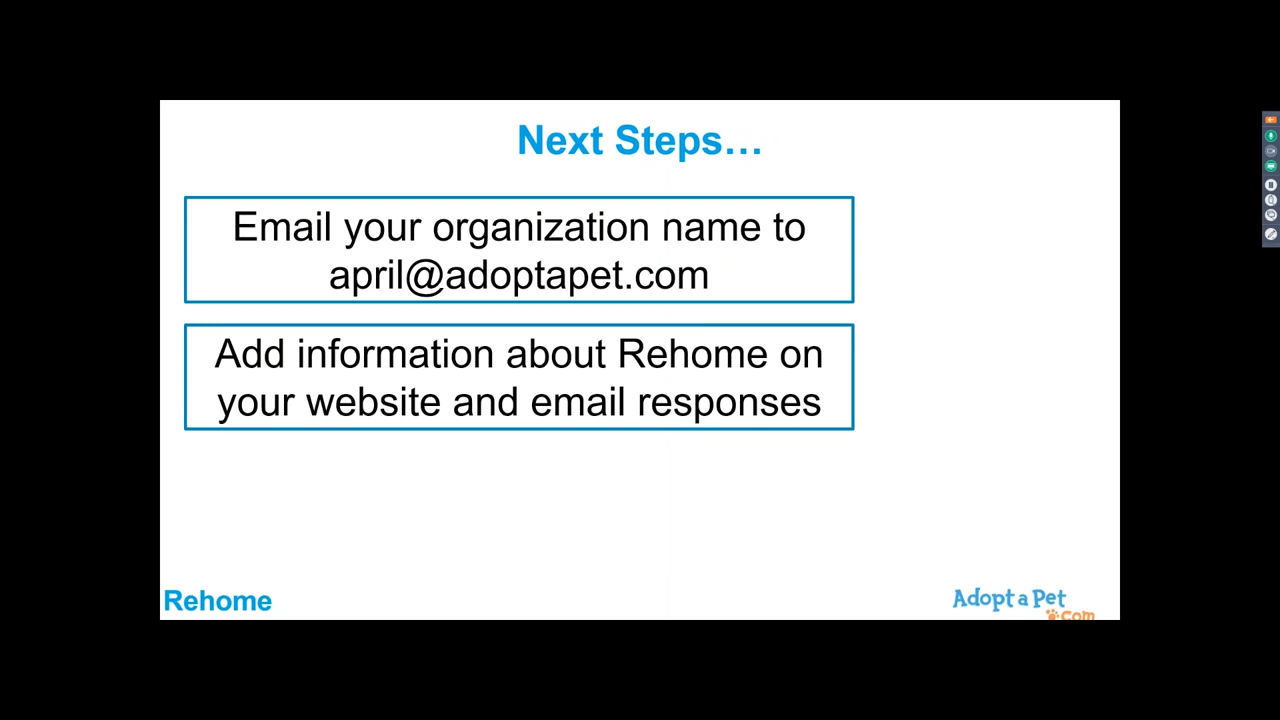 Next Steps…
Email your organization name to
april@adoptapet.com
Add information about Rehome on
your website and email responses
Rehome
Adopt a Pet
.com